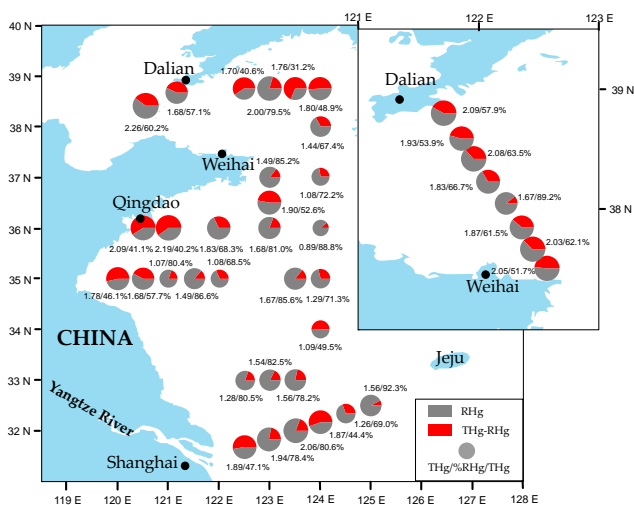 121 E 122 E 123 E
40 N
39 N
38 N
37 N
36 N
35 N
34 N
33 N
32 N
Dalian
1.70/40.6%
1.76/31.2%
1.68/57.1%
2.00/79.5%
1.80/48.9%
2.26/60.2%
1.44/67.4%
Weihai
1.49/85.2%
1.08/72.2%
Qingdao
1.90/52.6%
2.09/41.1%
2.19/40.2%
1.83/68.3%
1.68/81.0%
0.89/88.8%
1.07/80.4%
1.08/68.5%
1.78/46.1%
1.68/57.7%
1.49/86.6%
1.67/85.6%
1.29/71.3%
CHINA
1.09/49.5%
1.54/82.5%
1.28/80.5%
1.56/78.2%
1.56/92.3%
Jeju
Yangtze River
1.26/69.0%
1.87/44.4%
2.06/80.6%
1.94/78.4%
1.89/47.1%
Shanghai
Dalian
2.09/57.9%
1.93/53.9%
2.08/63.5%
1.83/66.7%
1.67/89.2%
38 N
1.87/61.5%
2.03/62.1%
2.05/51.7%
Weihai
RHg
THg-RHg
THg/%RHg/THg
119 E 120 E 121 E 122 E 123 E 124 E 125 E 126 E 127 E 128 E